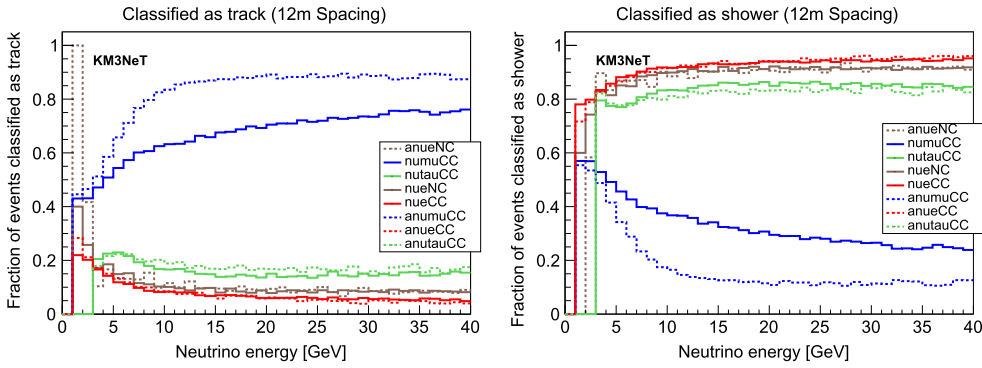 Classified as track (12m Spacing)
Fraction of events classified as track
1
0.8
0.6
0.4
0.2
0
KM3NeT
anueNC
numuCC
nutauCC
nueNC
nueCC
anumuCC
anueCC
anutauCC
0 5 10 15 20 25 30 35 40
Neutrino energy [GeV]
Classified as shower (12m Spacing)
Fraction of events classified as shower
1
0.8
0.6
0.4
0.2
0
KM3NeT
anueNC
numuCC
nutauCC
nueNC
nueCC
anumuCC
anueCC
anutauCC
0 5 10 15 20 25 30 35 40
Neutrino energy [GeV]